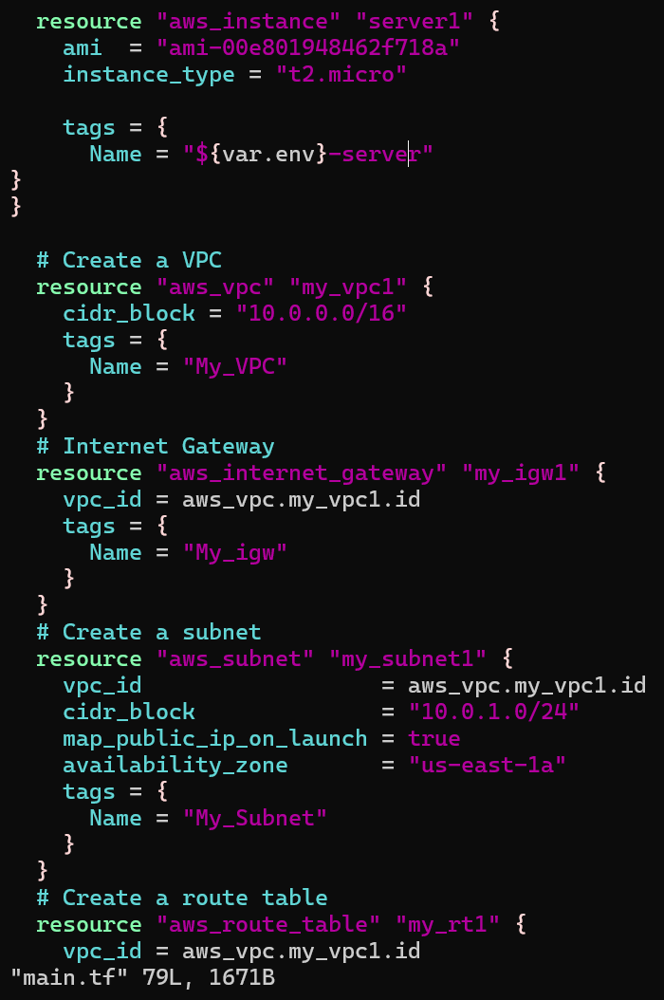 resource "aws_instance" "server1" {
ami  = "ami-00e801948462f718a"
instance_type = "t2.micro"
tags = {
Name = "${var.env}-server"
}
}
# Create a VPC
resource "aws_vpc" "my_vpc1" {
cidr_block = "10.0.0.0/16"
tags = {
Name = "My_VPC"
}
}
# Internet Gateway
resource "aws_internet_gateway" "my_igw1" {
vpc_id = aws_vpc.my_vpc1.id
tags = {
Name = "My_igw"
}
}
# Create a subnet
resource "aws_subnet" "my_subnet1" {
vpc_id                  = aws_vpc.my_vpc1.id
cidr_block              = "10.0.1.0/24"
map_public_ip_on_launch = true
availability_zone       = "us-east-1a"
tags = {
Name = "My_Subnet"
}
}
# Create a route table
resource "aws_route_table" "my_rt1" {
vpc_id = aws_vpc.my_vpc1.id
"main.tf" 79L, 1671B